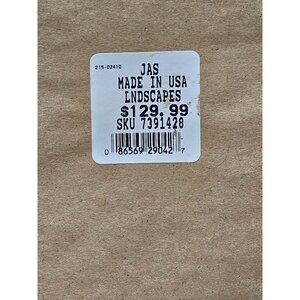 215-02410
JAS
MADE IN USA
LNDSCAPES
$129.99
SKU 7391428
L
0 86569 29042 7